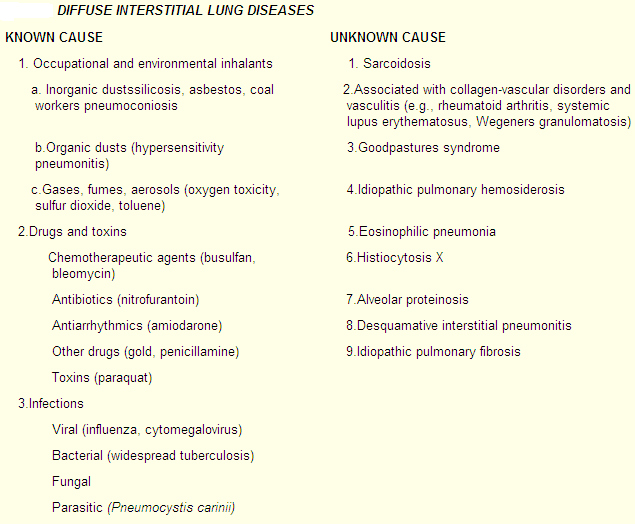 DIFFUSE INTERSTITIAL LUNG DISEASES
KNOWN CAUSE
1. Occupational and environmental inhalants
a. Inorganic dustssilicosis, asbestos, coal
workers pneumoconiosis
b.Organic dusts (hypersensitivity
pneumonitis)
c.Gases, fumes, aerosols (oxygen toxicity,
sulfur dioxide, toluene)
2.Drugs and toxins
Chemotherapeutic agents (busulfan,
bleomycin)
Antibiotics (nitrofurantoin)
Antiarrhythmics (amiodarone)
Other drugs (gold, penicillamine)
Toxins (paraquat)
3.Infections
Viral (influenza, cytomegalovirus)
Bacterial (widespread tuberculosis)
Fungal
Parasitic (Pneumocystis carinii)
UNKNOWN CAUSE
1. Sarcoidosis
2.Associated with collagen-vascular disorders and
vasculitis (e.g., rheumatoid arthritis, systemic
lupus erythematosus, Wegeners granulomatosis)
3.Goodpastures syndrome
4.Idiopathic pulmonary hemosiderosis
5.Eosinophilic pneumonia
6.Histiocytosis X
7.Alveolar proteinosis
8.Desquamative interstitial pneumonitis
9.Idiopathic pulmonary fibrosis